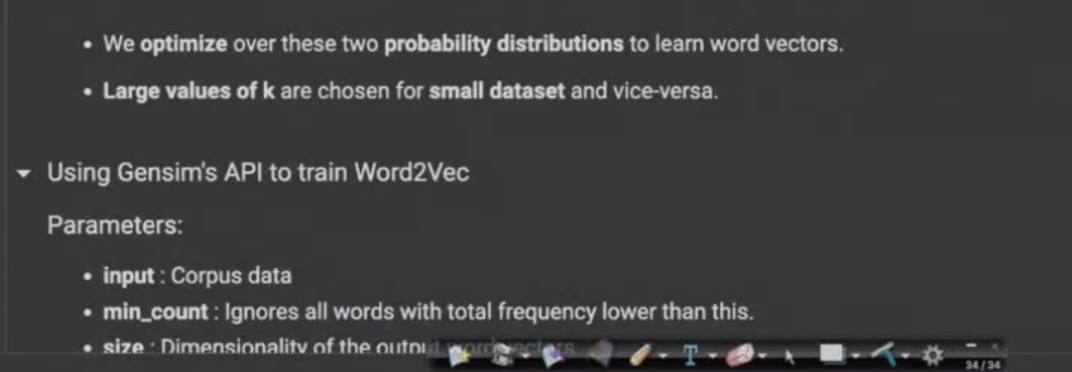 • We optimize over these two probability distributions to learn word vectors.
• Large values of k are chosen for small dataset and vice-versa.
Using Gensim's API to train Word2Vec
Parameters:
• input : Corpus data
• min_count : Ignores all words with total frequency lower than this.
• size : Dimensionality of the output word vectors
T
34 / 34